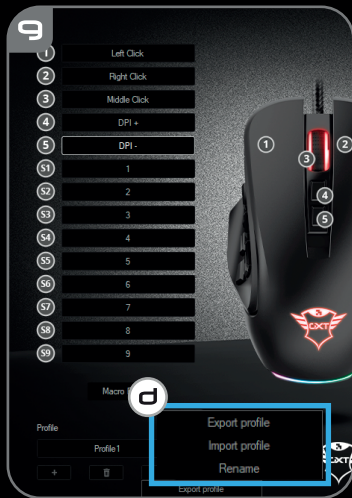 g
1 Left Click
2 Right Click
3 Middle Click
4 DPI +
5 DPI -
S1 1
S2 2
S3 3
S4 4
S5 5
S6 6
S7 7
S8 8
S9 9
1
2
3
4
5
GXT
Macro
d
Profile
Profile1
+
Export profile
Import profile
Rename
Export profile
GXT